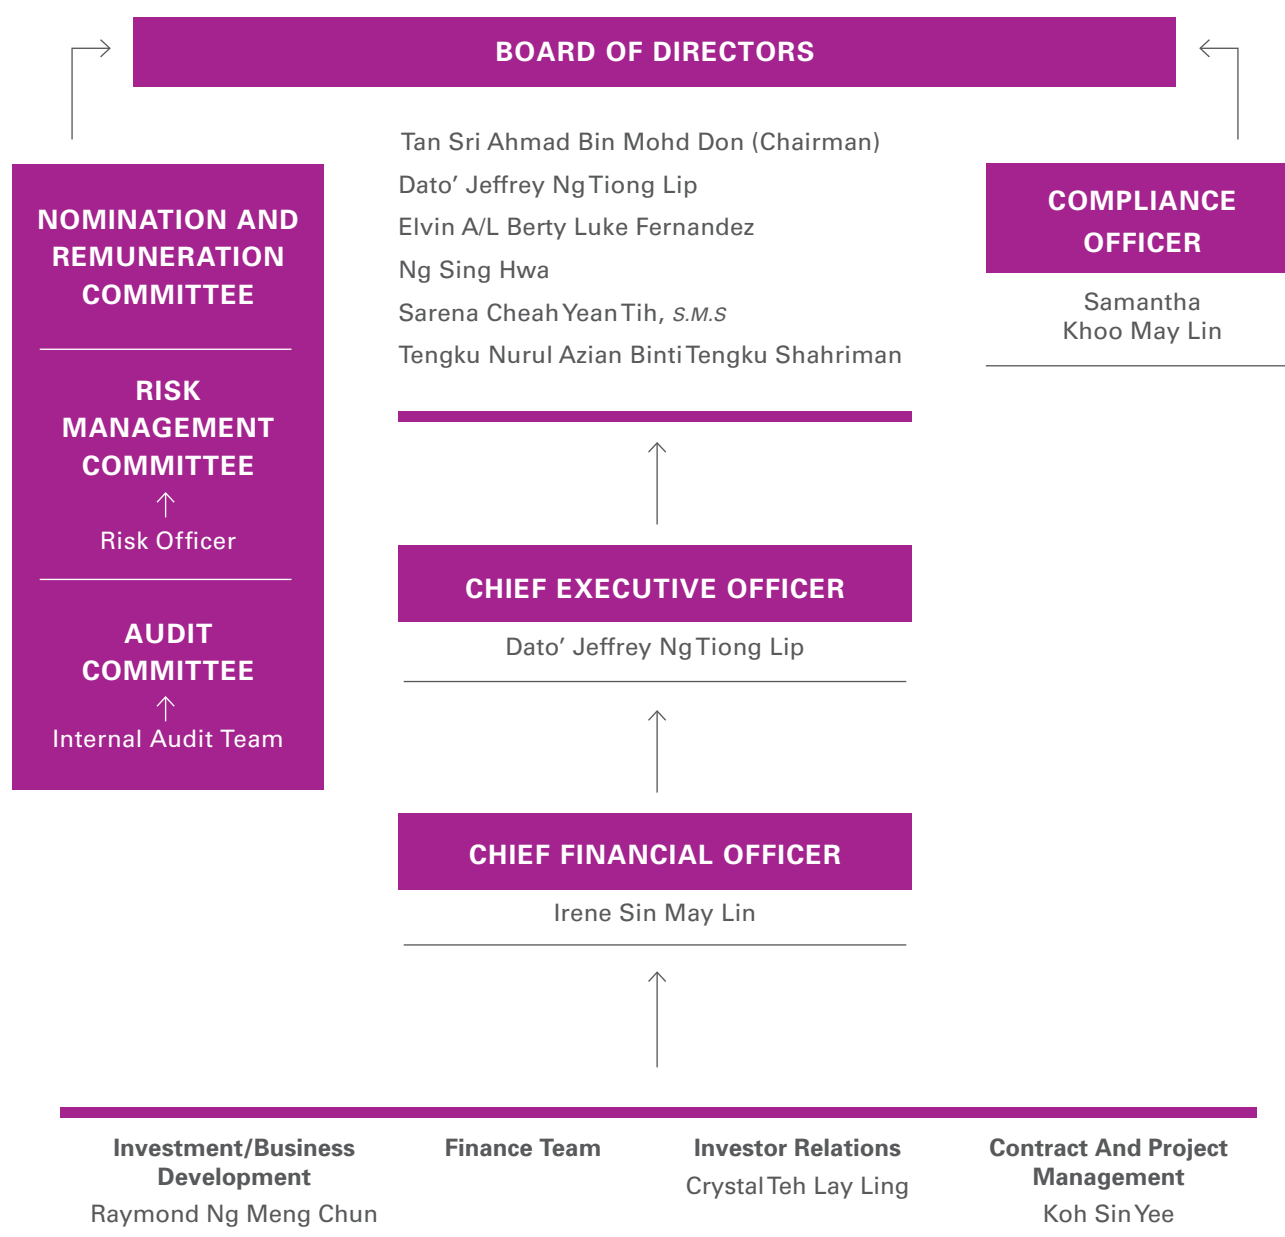 BOARD OF DIRECTORS
Tan Sri Ahmad Bin Mohd Don (Chairman)
Dato’ Jeffrey Ng Tiong Lip
Elvin A/L Berty Luke Fernandez
Ng Sing Hwa
Sarena Cheah Yean Tih, S.M.S
Tengku Nurul Azian Binti Tengku Shahriman
NOMINATION AND
REMUNERATION
COMMITTEE
RISK
MANAGEMENT
COMMITTEE
Risk Officer
AUDIT
COMMITTEE
Internal Audit Team
COMPLIANCE
OFFICER
Samantha
Khoo May Lin
CHIEF EXECUTIVE OFFICER
Dato’ Jeffrey Ng Tiong Lip
CHIEF FINANCIAL OFFICER
Irene Sin May Lin
Investment/Business
Development
Raymond Ng Meng Chun
Finance Team
Investor Relations
Crystal Teh Lay Ling
Contract And Project
Management
Koh Sin Yee